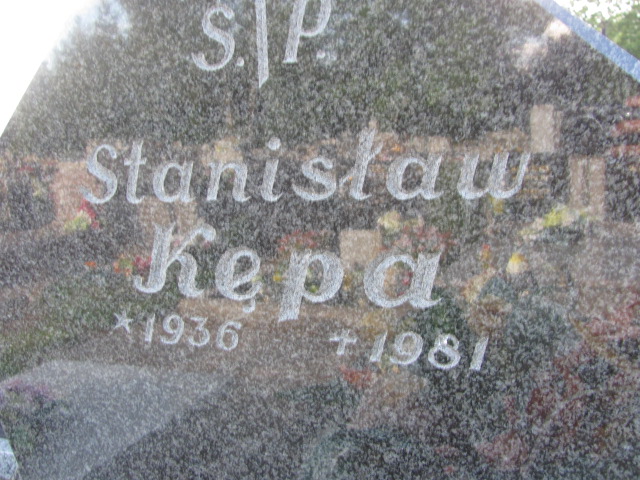 Ś.P.
Stanisław
Kępa
*1936 +1981